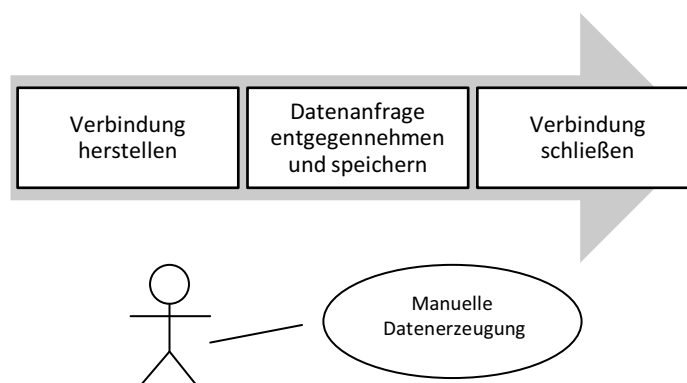 Verbindung
herstellen
Datenanfrage
entgegennehmen
und speichern
Verbindung
schließen
Manuelle
Datenerzeugung